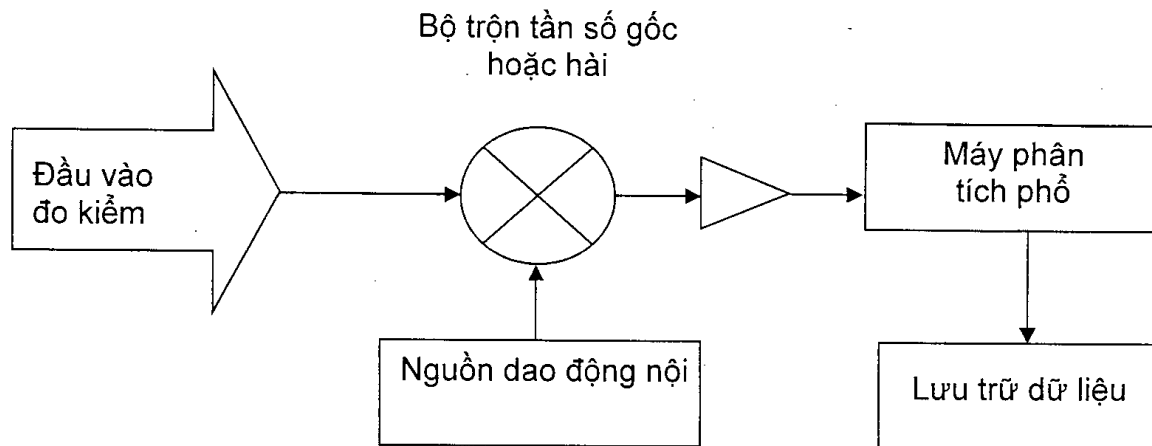 Bộ trộn tần số gốc
hoặc hài
Đầu vào
đo kiểm
Máy phân
tích phổ
Nguồn dao động nội
Lưu trữ dữ liệu